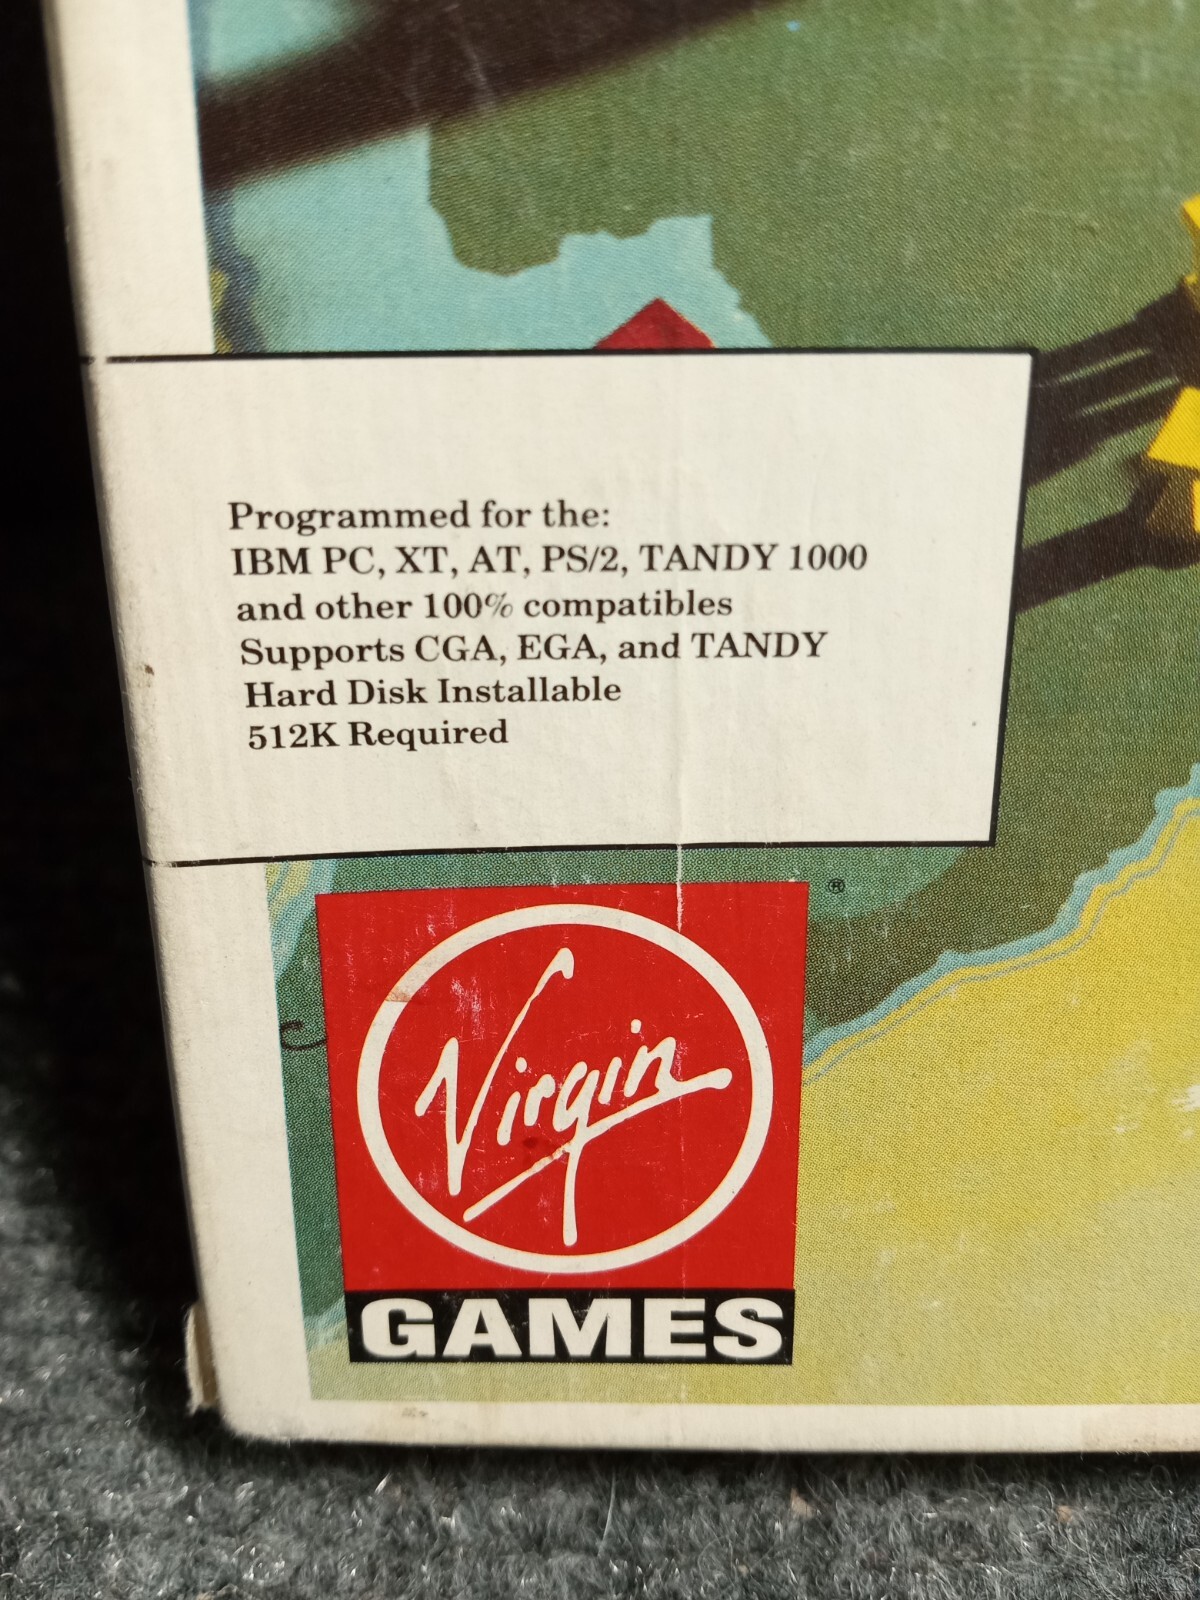 Programmed for the:
IBM PC, XT, AT, PS/2, TANDY 1000
and other 100% compatibles
Supports CGA, EGA, and TANDY
Hard Disk Installable
512K Required
®
Virgin
GAMES